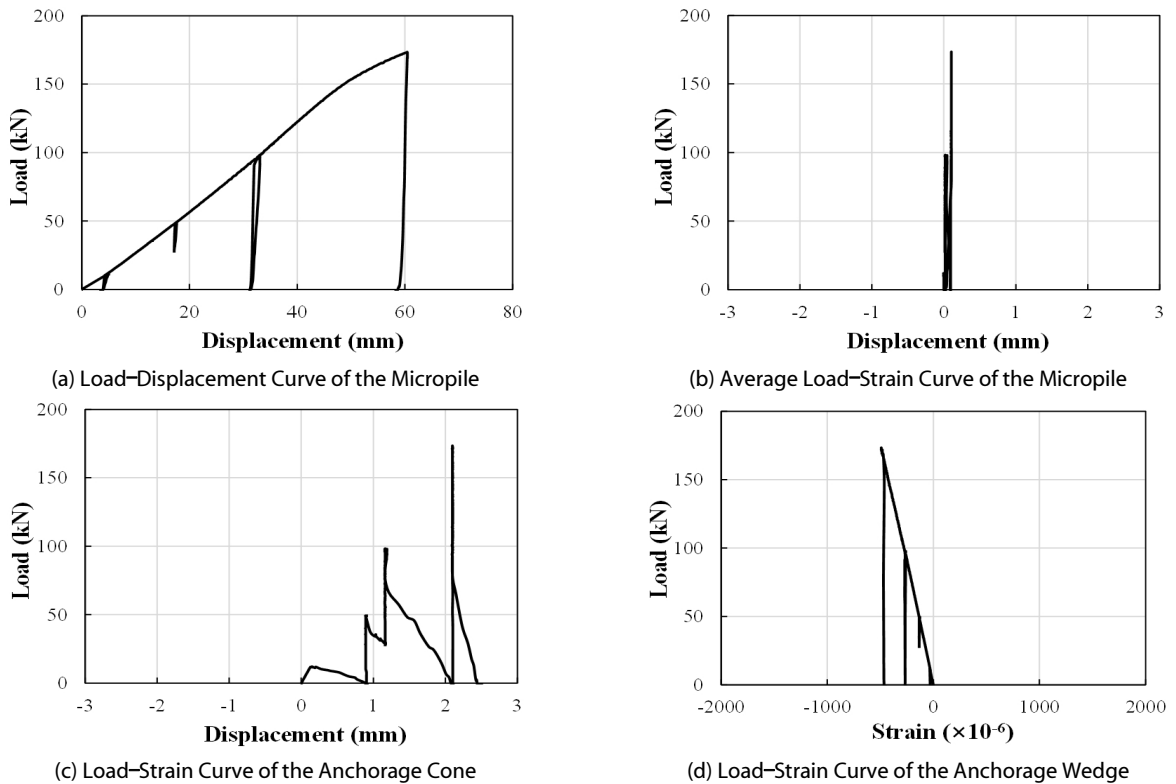 200
150
100
50
0
Load (kN)
0 20 40 60 80
Displacement (mm)
(a) Load–Displacement Curve of the Micropile
200
150
100
50
0
Load (kN)
-3 -2 -1 0 1 2 3
Displacement (mm)
(b) Average Load–Strain Curve of the Micropile
200
150
100
50
0
Load (kN)
-3 -2 -1 0 1 2 3
Displacement (mm)
(c) Load–Strain Curve of the Anchorage Cone
200
150
100
50
0
Load (kN)
-2000 -1000 0 1000 2000
Strain (×10⁻⁶)
(d) Load–Strain Curve of the Anchorage Wedge